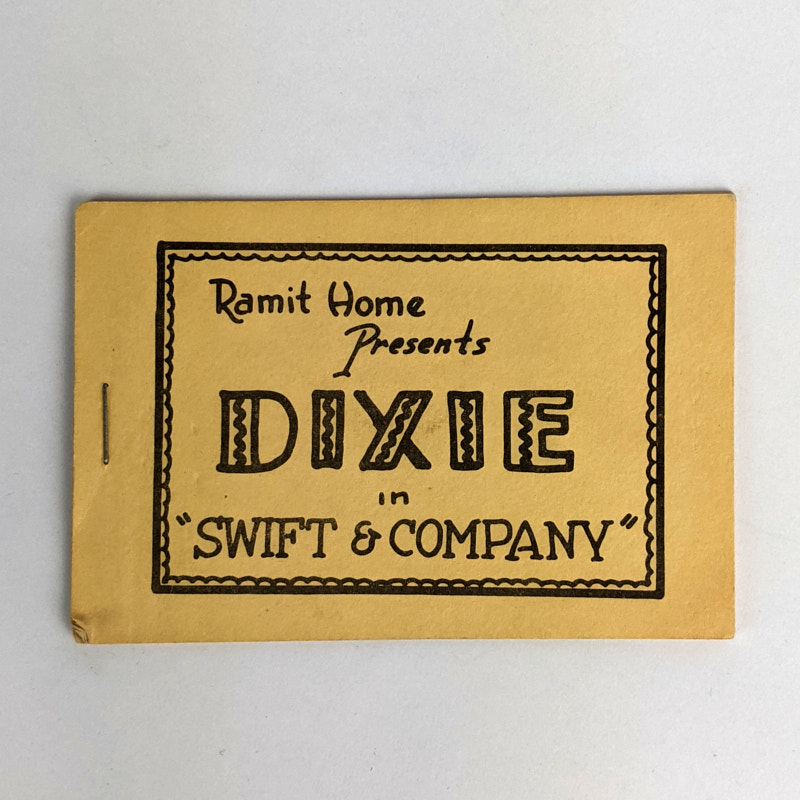 Ramit Home
Presents
DIXIE
in
"SWIFT & COMPANY"